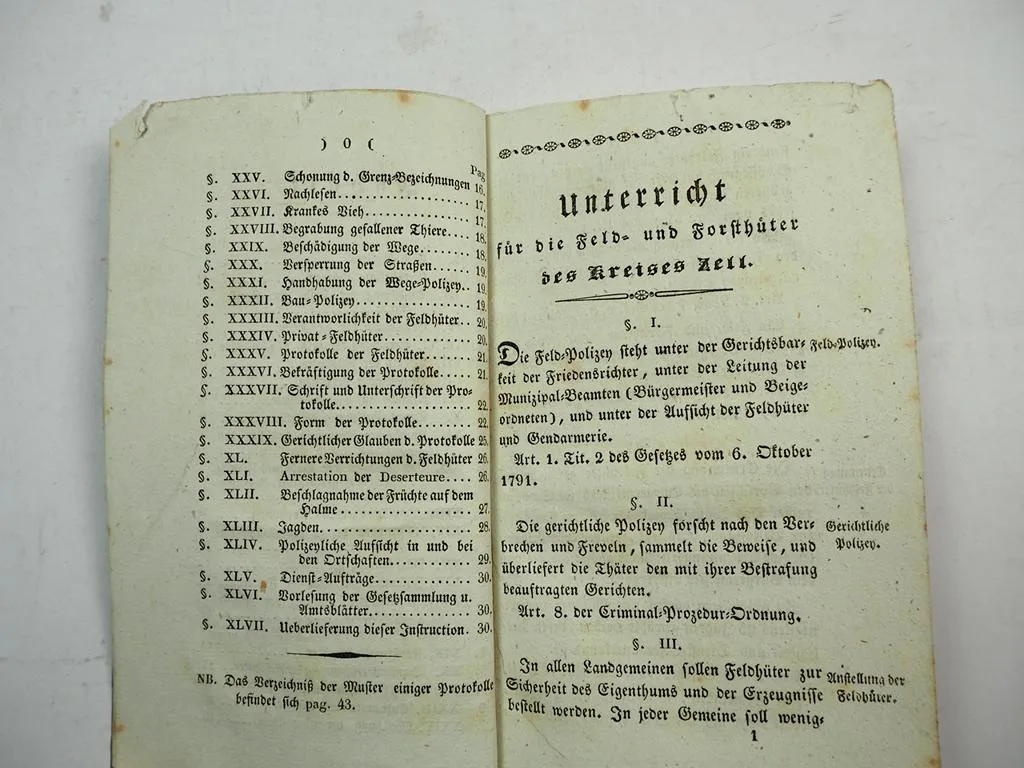 ) 0 (
Pag
§. XXV. Schonung d. Grenz-Bezeichnungen 16.
§. XXVI. Nachlesen 17.
§. XXVII. Krankes Vieh 17.
§. XXVIII. Begrabung gefallener Thiere 18.
§. XXIX. Beschädigung der Wege 18.
§. XXX. Versperrung der Straßen 19.
§. XXXI. Handhabung der Wege-Polizey 19.
§. XXXII. Bau-Polizey 19.
§. XXXIII. Verantworlichkeit der Feldhüter 20.
§. XXXIV. Privat-Feldhüter 20.
§. XXXV. Protokolle der Feldhüter 21.
§. XXXVI. Bekräftigung der Protokolle 21.
§. XXXVII. Schrift und Unterschrift der Pro-
tokolle 22.
§. XXXVIII. Form der Protokolle 22.
§. XXXIX. Gerichtlicher Glauben d. Protokolle 25.
§. XL. Fernere Verrichtungen d. Feldhüter 26.
§. XLI. Arrestation der Deserteure 26.
§. XLII. Beschlagnahme der Früchte auf dem
Halme 27.
§. XLIII. Jagden 28.
§. XLIV. Polizeyliche Aufsicht in und bei
den Ortschaften 29.
§. XLV. Dienst-Aufträge 30.
§. XLVI. Vorlesung der Gesetzsammlung u.
Amtsblätter 30.
§. XLVII. Ueberlieferung dieser Instruction. 30.
NB. Das Verzeichniß der Muster einiger Protokolle
befindet sich pag. 43.
Unterricht
für die Feld- und Forsthüter
des Kreises Zell.
§. I.
Die Feld-Polizey steht unter der Gerichtsbar- Feld-Polizey.
keit der Friedensrichter, unter der Leitung der
Munizipal-Beamten (Bürgermeister und Beige-
ordneten), und unter der Aufsicht der Feldhüter
und Gendarmerie.
Art. 1. Tit. 2 des Gesetzes vom 6. Oktober
1791.
§. II.
Die gerichtliche Polizey forscht nach den Ver- Gerichtliche
brechen und Freveln, sammelt die Beweise, und Polizey.
überliefert die Thäter den mit ihrer Bestrafung
beauftragten Gerichten.
Art. 8. der Criminal-Prozedur-Ordnung.
§. III.
In allen Landgemeinen sollen Feldhüter zur Anstellung der
Sicherheit des Eigenthums und der Erzeugnisse Feldhüter.
bestellt werden. In jeder Gemeine soll wenig-
1